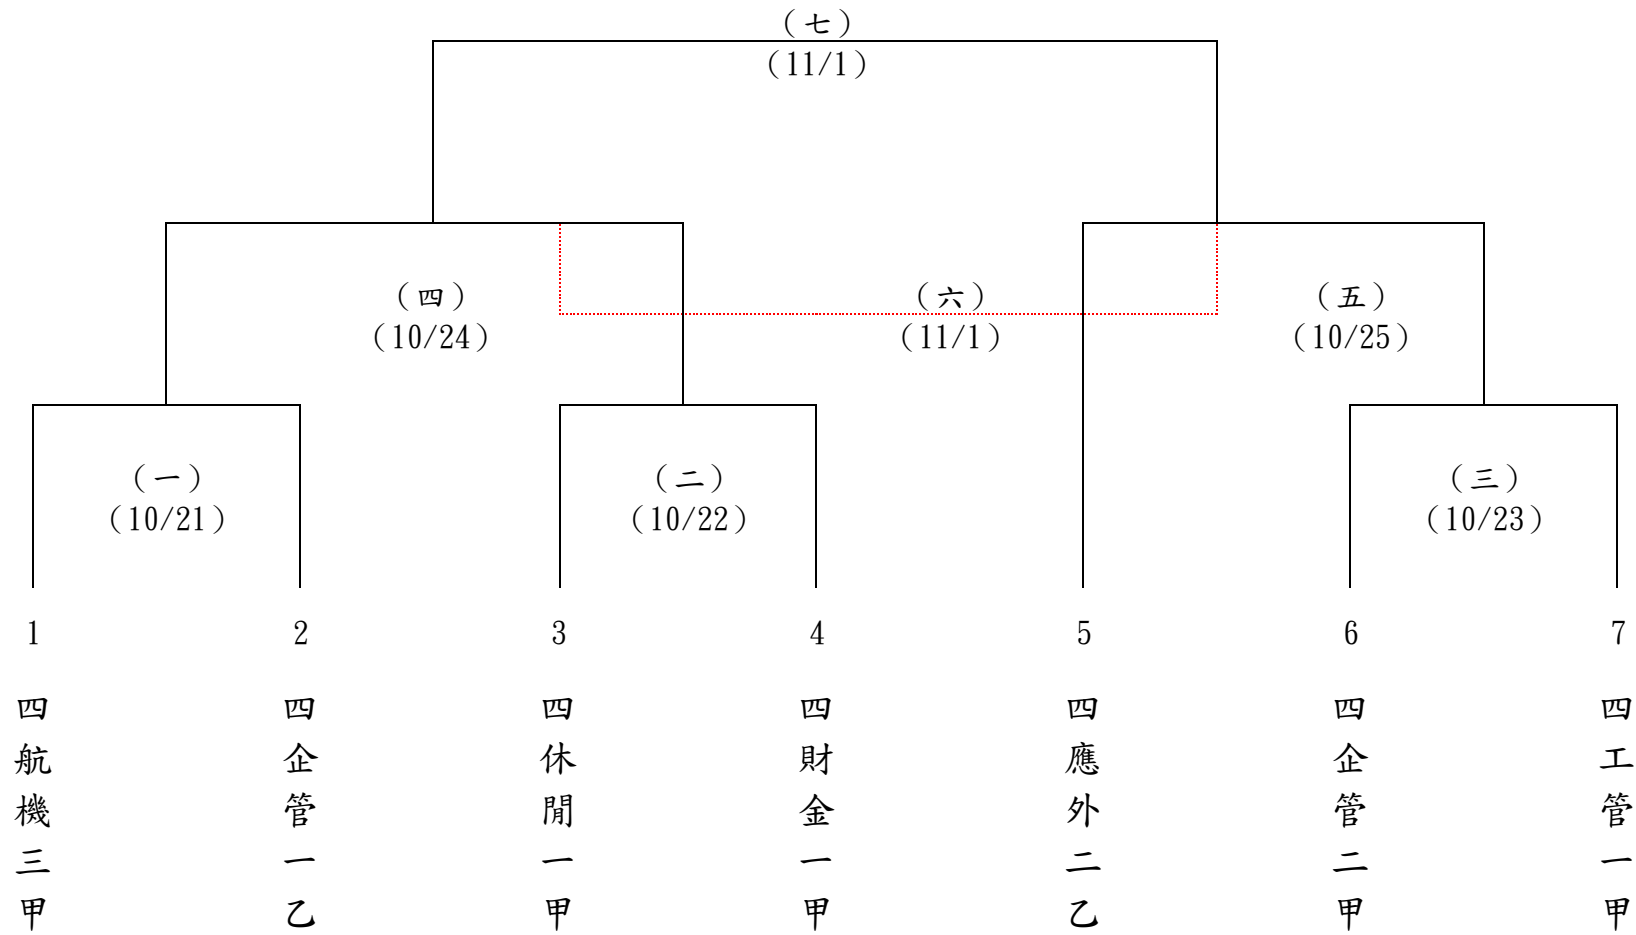 （七）
（11/1）
（四）
（10/24）
（六）
（11/1）
（五）
（10/25）
（一）
（10/21）
（二）
（10/22）
（三）
（10/23）
1
2
3
4
5
6
7
四航機三甲
四企管一乙
四休閒一甲
四財金一甲
四應外二乙
四企管二甲
四工管一甲